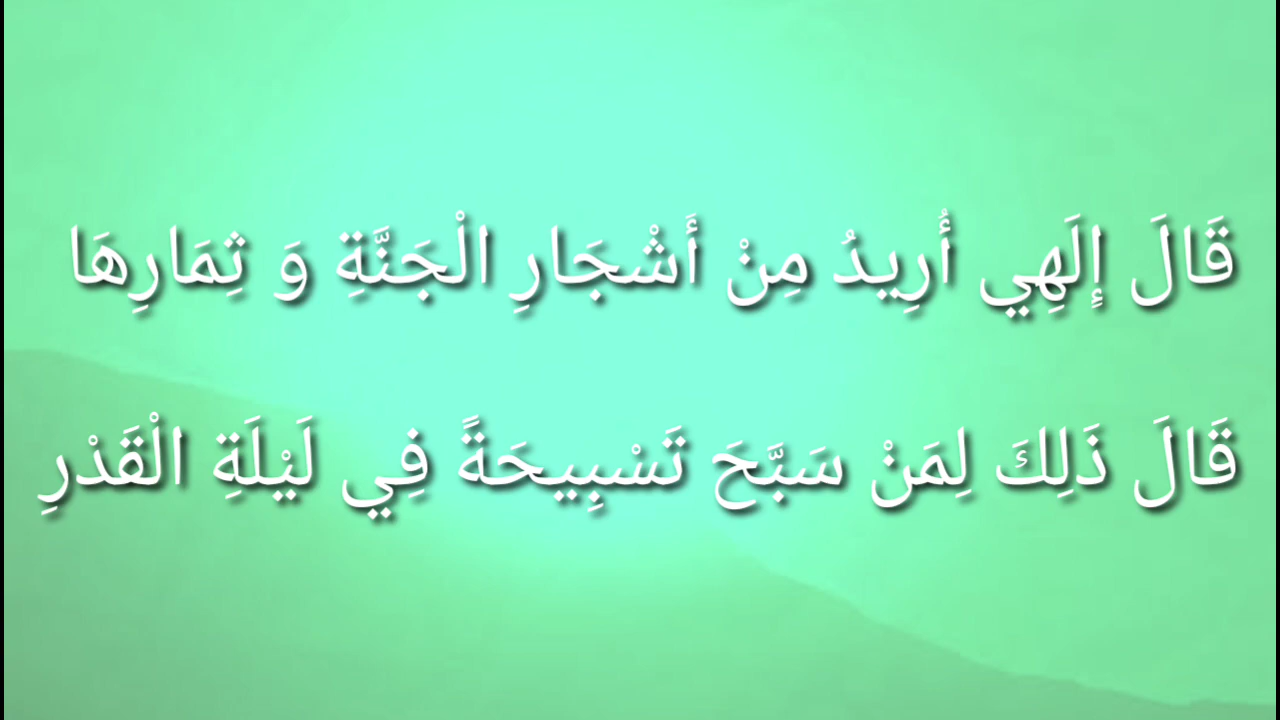 قَالَ إِلَهِي أُرِيدُ مِنْ أَشْجَارِ الْجَنَّةِ وَ ثِمَارِهَا
قَالَ ذَلِكَ لِمَنْ سَبَّحَ تَسْبِيحَةً فِي لَيْلَةِ الْقَدْرِ